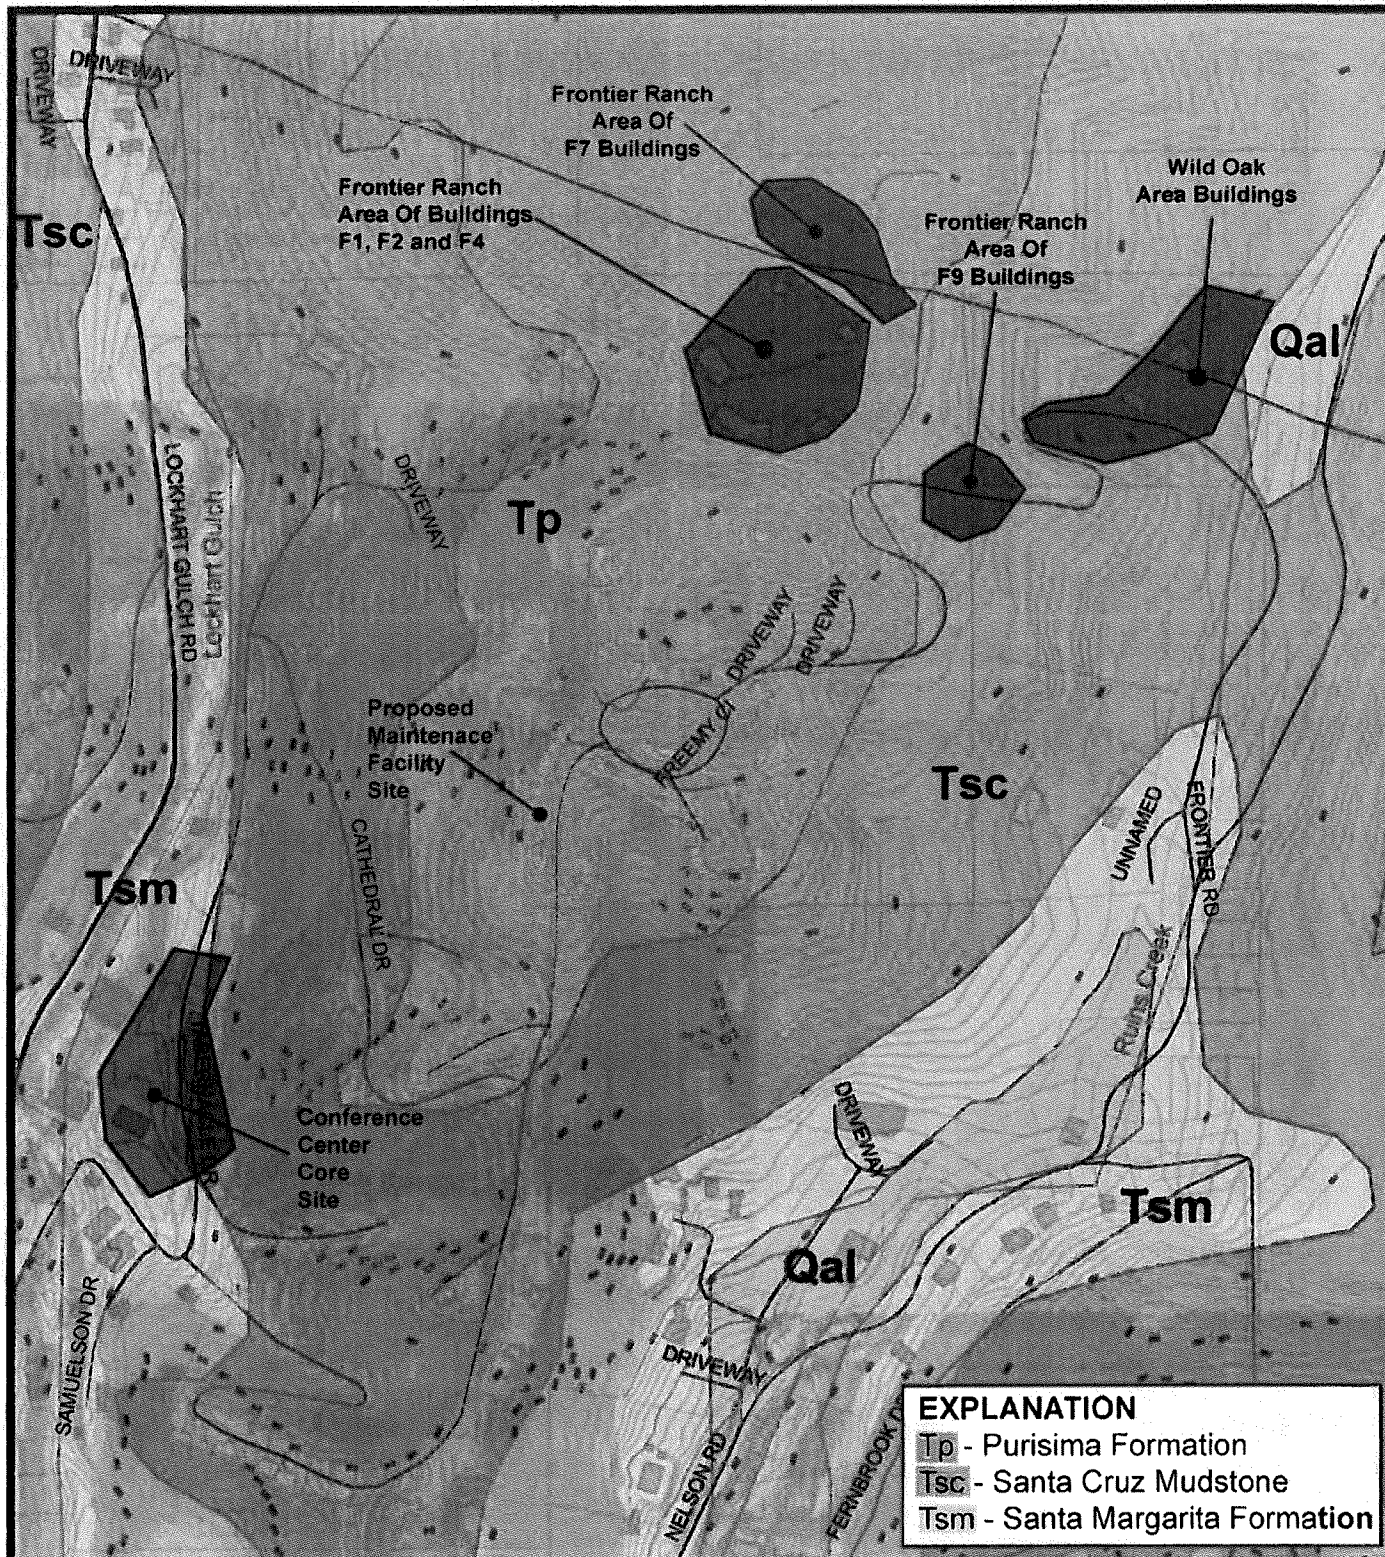 DRIVEWAY
DRIVEWAY
Frontier Ranch
Area Of
F7 Buildings
Wild Oak
Area Buildings
Frontier Ranch
Area Of Buildings
F1, F2 and F4
Frontier Ranch
Area Of
F9 Buildings
Tsc
Qal
LOCKHART GULCH RD
Lockhart Gulch
DRIVEWAY
Tp
DRIVEWAY
DRIVEWAY
Proposed
Maintenace
Facility
Site
Tsc
UNNAMED
FRONTIER RD
CATHEDRAL DR
Tsm
Ruins Creek
DRIVEWAY
Conference
Center
Core
Site
Tsm
Qal
SAMUELSON DR
DRIVEWAY
NELSON RD
FERNBROOK
EXPLANATION
Tp - Purisima Formation
Tsc - Santa Cruz Mudstone
Tsm - Santa Margarita Formation